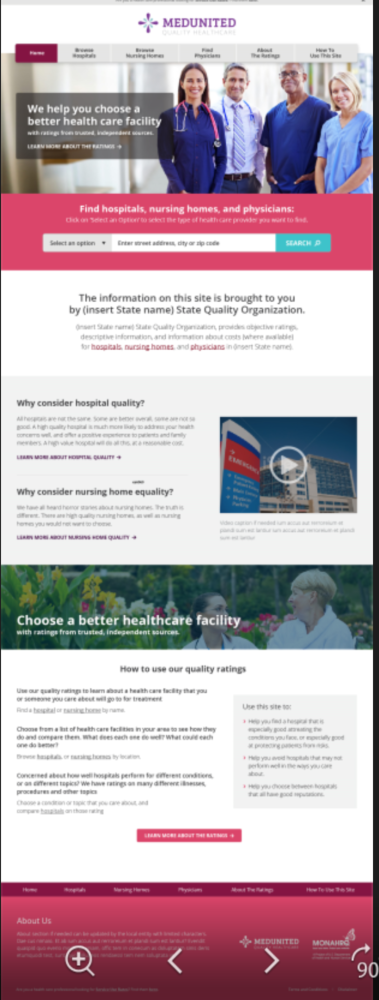 MEDUNITED
QUALITY HEALTHCARE
Home
Browse
Hospitals
Browse
Nursing Homes
Find
Physicians
About
The Ratings
How To
Use This Site
We help you choose a
better health care facility
with ratings from trusted, independent sources.
LEARN MORE ABOUT THE RATINGS →
Find hospitals, nursing homes, and physicians:
Click on 'Select an Option' to select the type of health care provider you want to find.
Select an option ▼
Enter street address, city or zip code
SEARCH
The information on this site is brought to you
by (insert State name) State Quality Organization.
(insert State name) State Quality Organization, provides objective ratings,
descriptive information, and information about costs (where available)
for hospitals, nursing homes, and physicians in (insert State name).
Why consider hospital quality?
All hospitals are not the same. Some are better overall, some are not so
good. A high quality hospital is much more likely to address your health
concerns well, and offer a positive experience to patients and family
members. A high value hospital will do all this, at a reasonable cost.
LEARN MORE ABOUT HOSPITAL QUALITY →
Why consider nursing home equality?
We have all heard horror stories about nursing homes. The truth is
different. There are high quality nursing homes, as well as nursing
homes you would not want to choose.
LEARN MORE ABOUT NURSING HOME QUALITY →
EMERGENCY
Video caption if needed
Choose a better healthcare facility
with ratings from trusted, independent sources.
How to use our quality ratings
Use our quality ratings to learn about a health care facility that you
or someone you care about will go to for treatment
Find a hospital or nursing home by name.
Choose from a list of health care facilities in your area to see how they
do and compare them. What does each one do well? What could each
one do better?
Browse hospitals, or nursing homes by location.
Concerned about how well hospitals perform for different conditions,
or on different topics? We have ratings on many different illnesses,
procedures and other topics
Choose a condition or topic that you care about, and
compare hospitals on those rating
Use this site to:
Help you find a hospital that is
especially good at treating the
conditions you face, or especially good
at protecting patients from risks.
Help you avoid hospitals that may not
perform well in the ways you care
about.
Help you choose between hospitals
that all have good reputations.
LEARN MORE ABOUT THE RATINGS →
Home
Hospitals
Nursing Homes
Physicians
About The Ratings
How To Use This Site
About Us
MEDUNITED
MONAHRQ
90